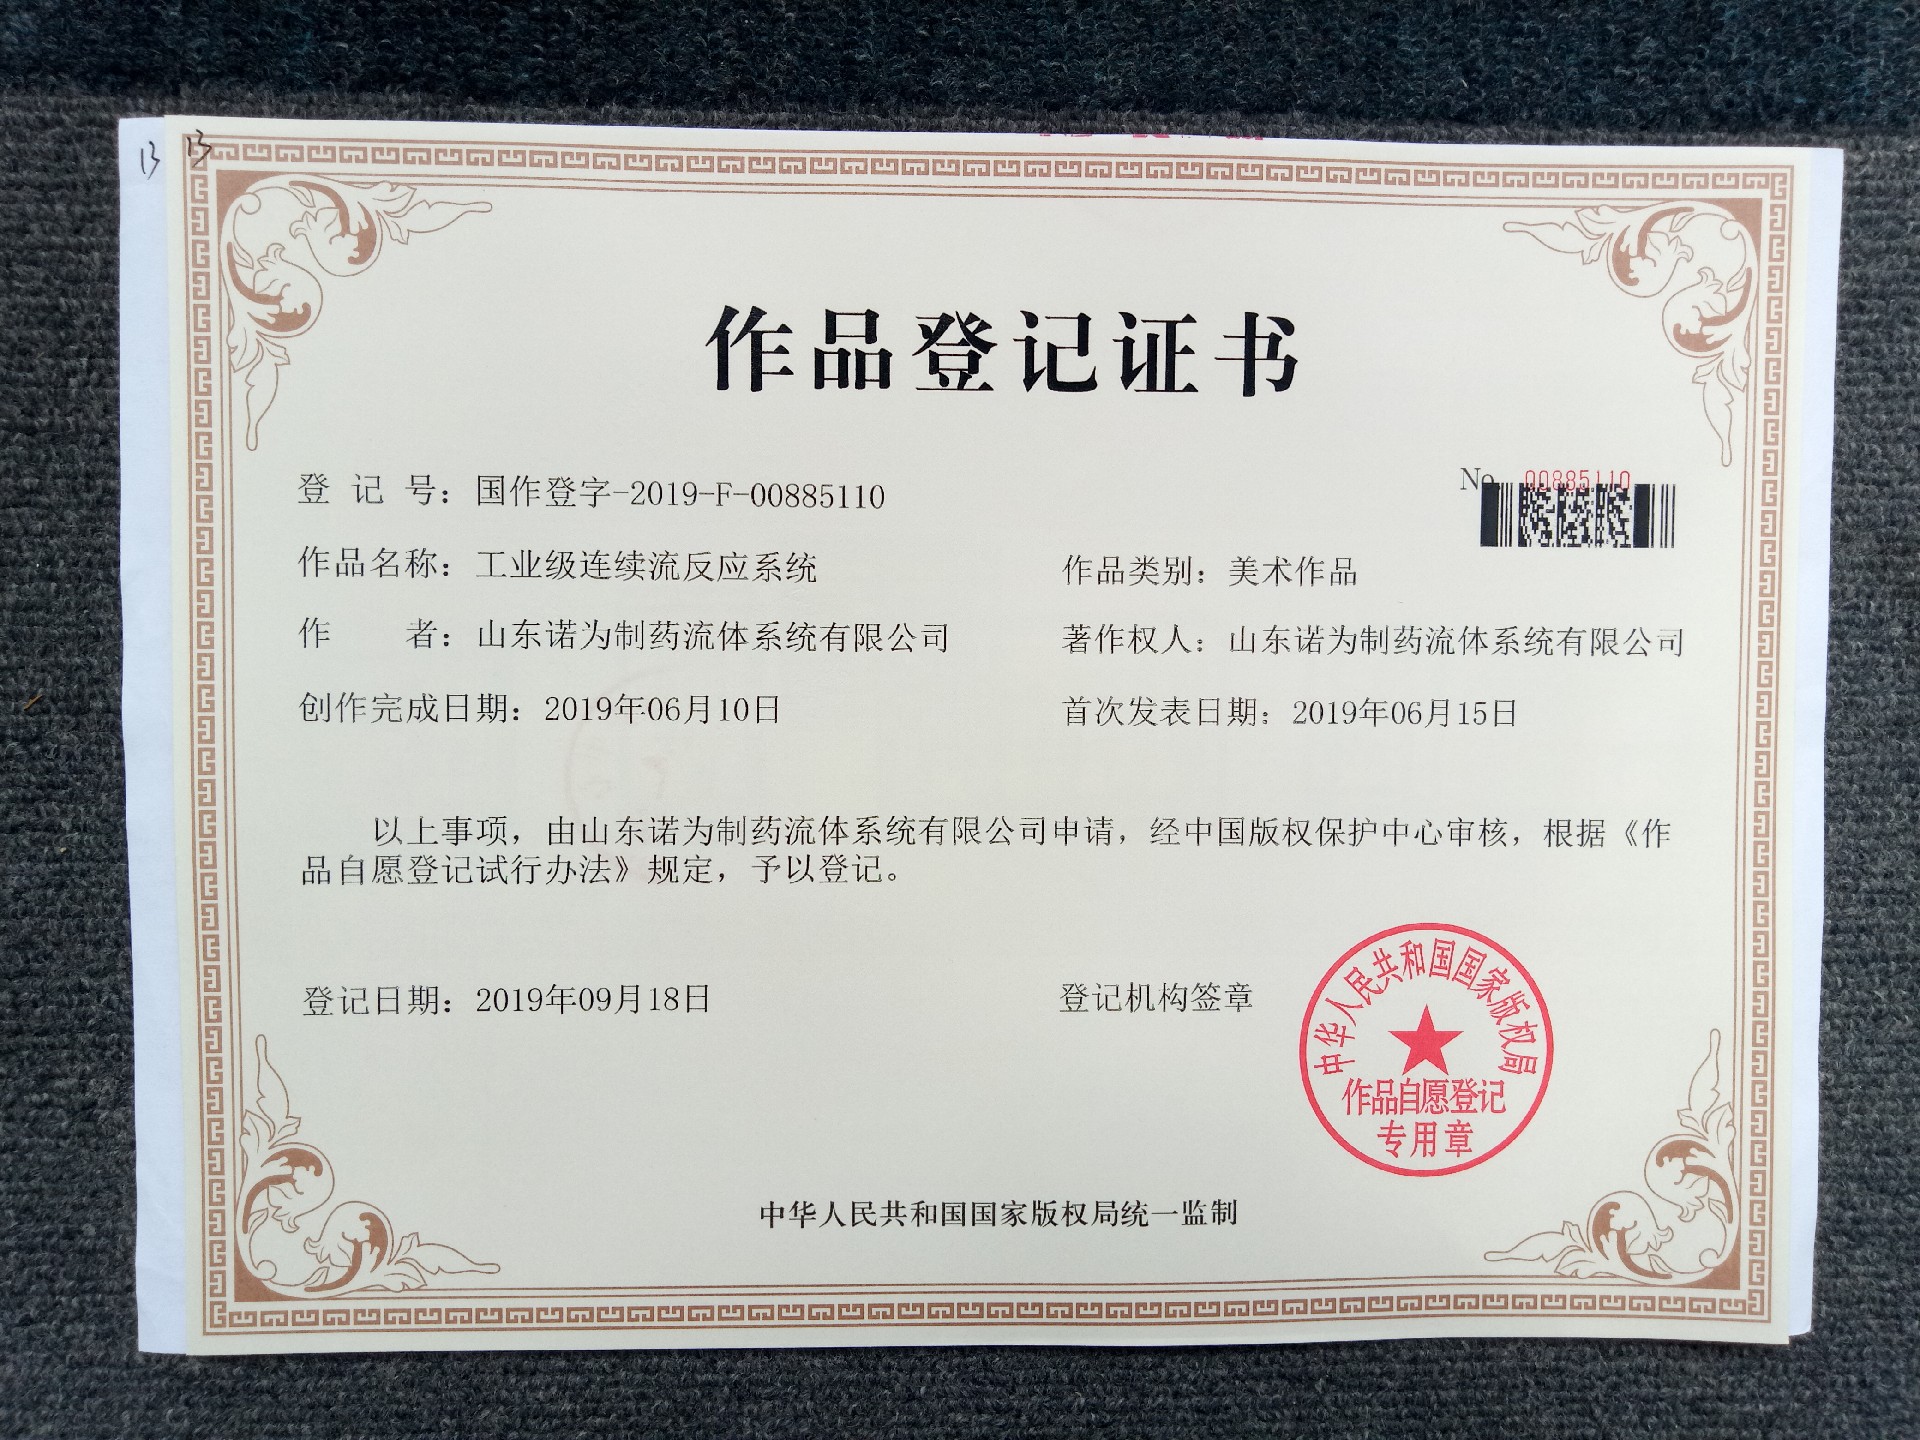 13
13
作品登记证书
No. 00885110
登 记 号：国作登字-2019-F-00885110
作品名称：工业级连续流反应系统
作品类别：美术作品
作 者：山东诺为制药流体系统有限公司
著作权人：山东诺为制药流体系统有限公司
创作完成日期：2019年06月10日
首次发表日期：2019年06月15日
以上事项，由山东诺为制药流体系统有限公司申请，经中国版权保护中心审核，根据《作
品自愿登记试行办法》规定，予以登记。
登记日期：2019年09月18日
登记机构签章
中华人民共和国国家版权局
作品自愿登记
专用章
中华人民共和国国家版权局统一监制